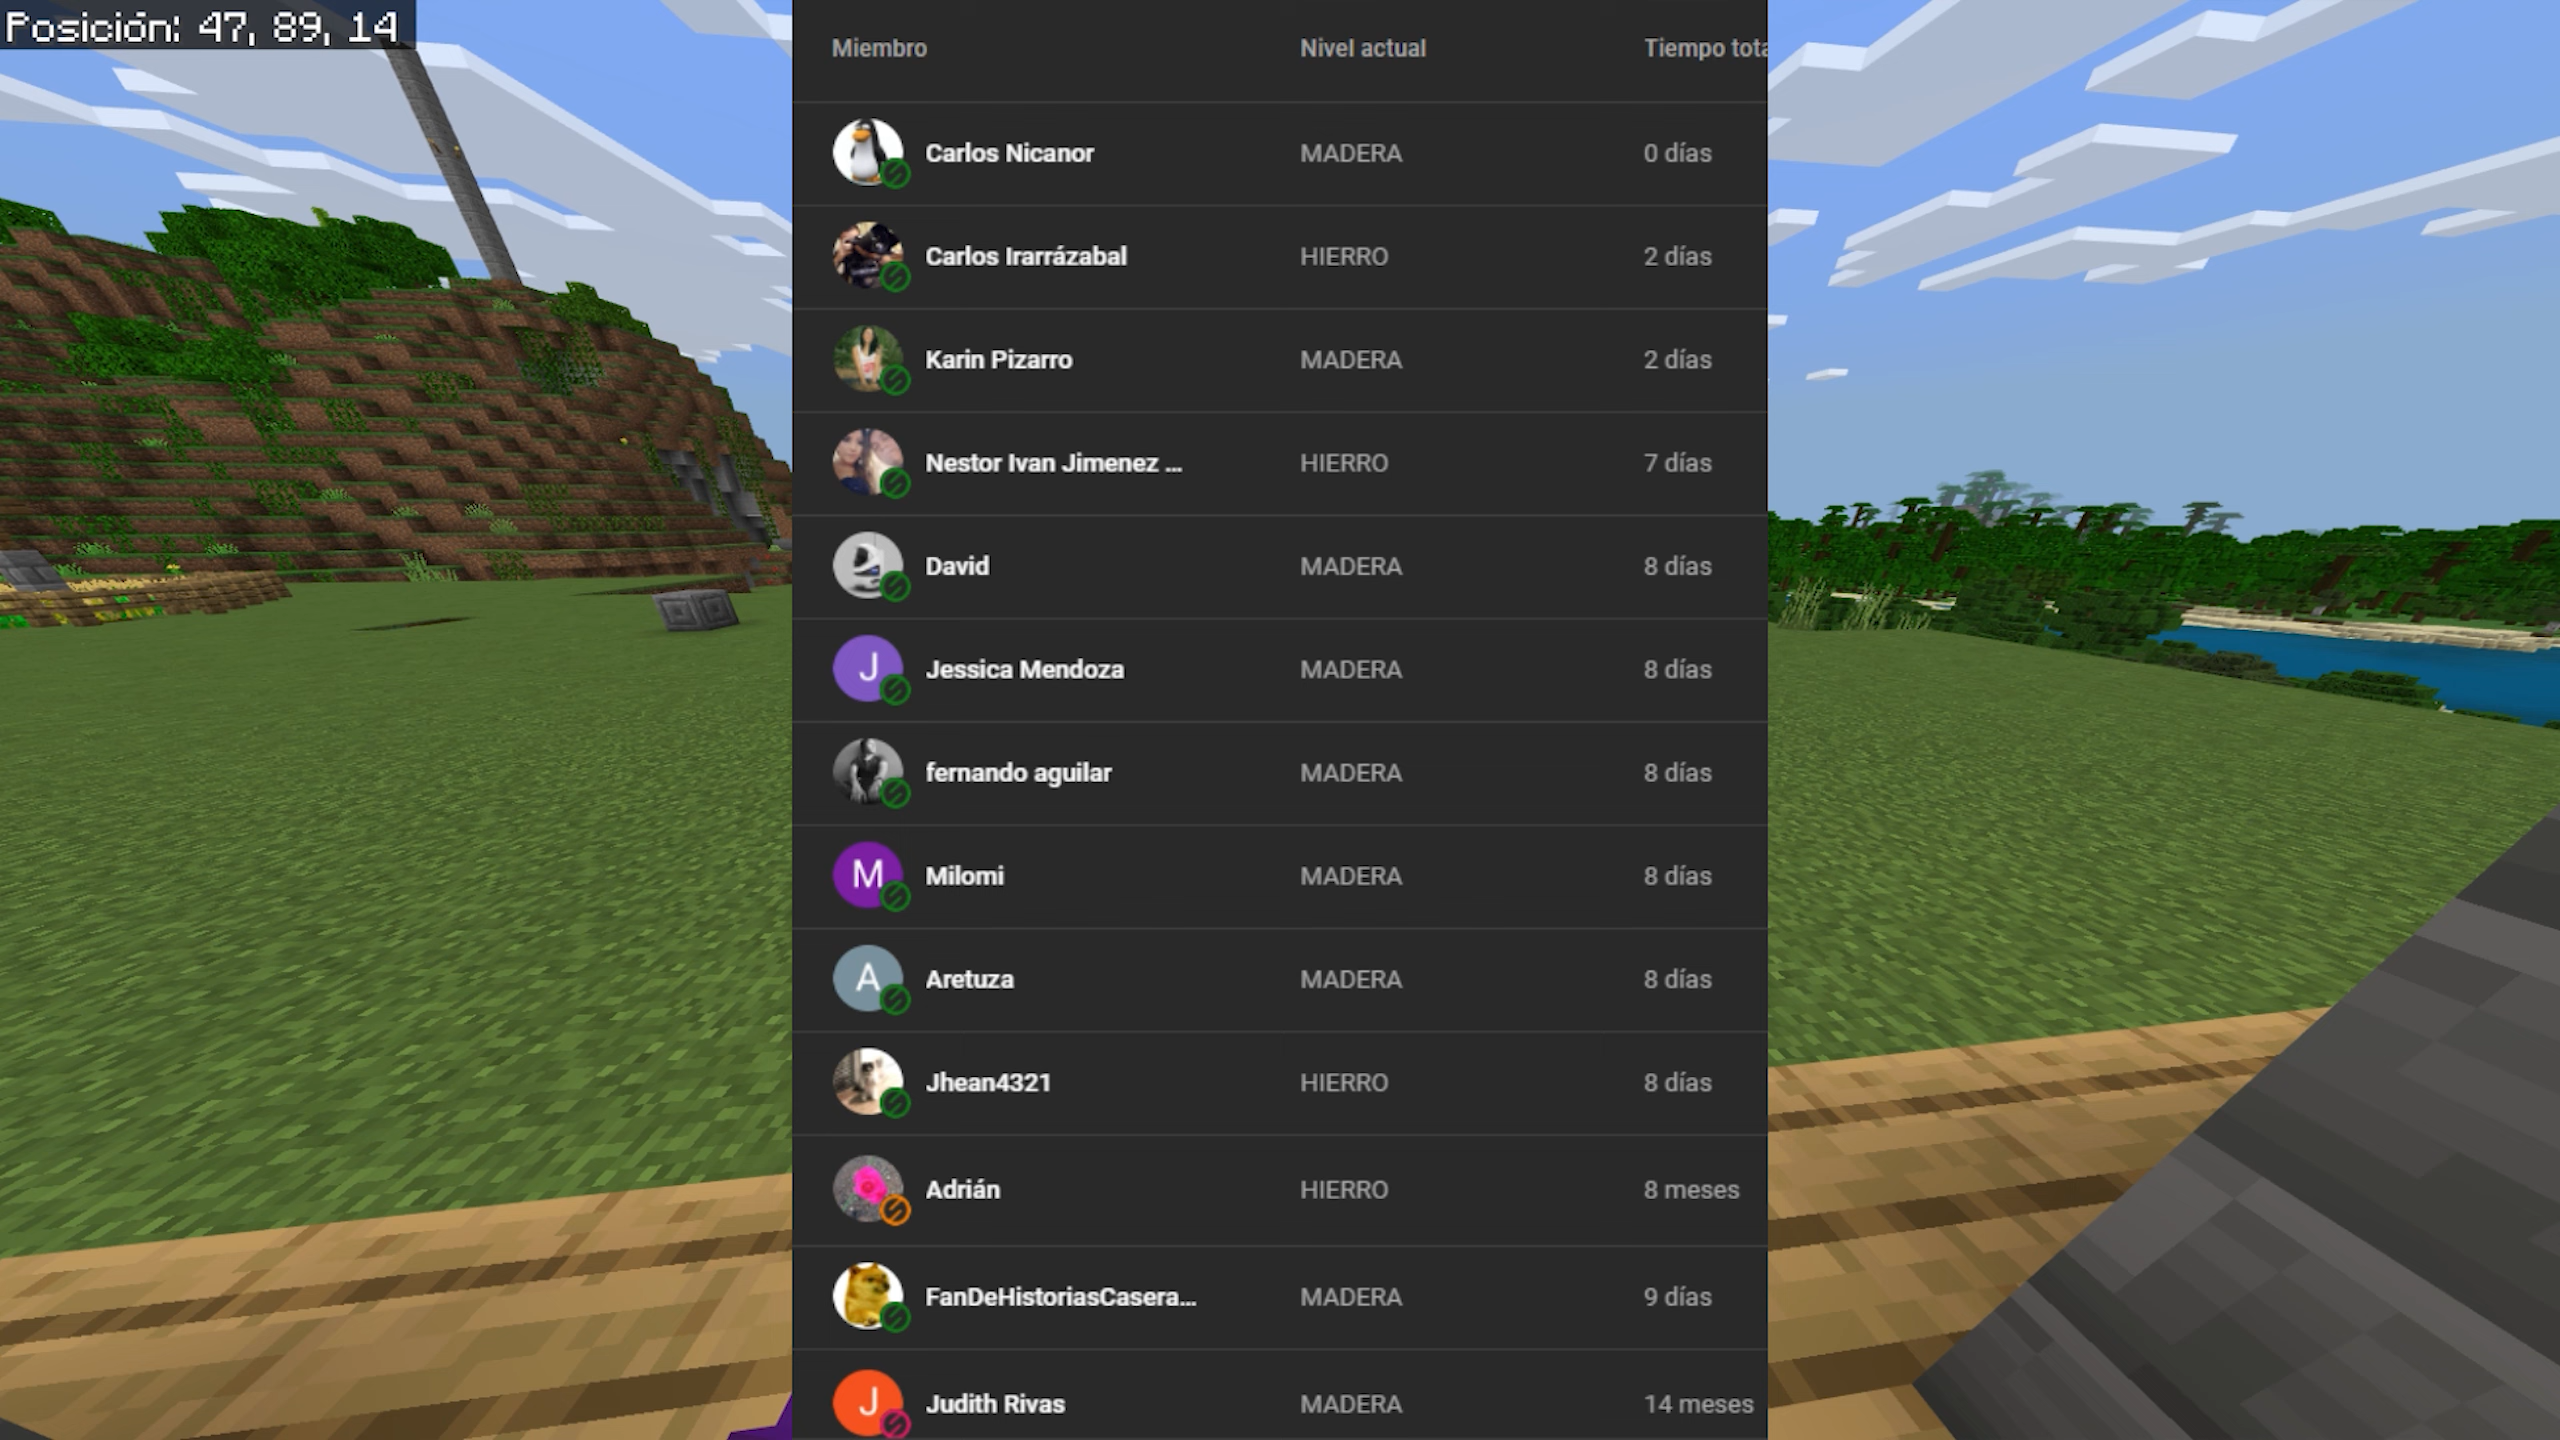 Posición: 47, 89, 14
Miembro Nivel actual Tiempo tota
Carlos Nicanor MADERA 0 días
Carlos Irarrázabal HIERRO 2 días
Karin Pizarro MADERA 2 días
Nestor Ivan Jimenez ... HIERRO 7 días
David MADERA 8 días
J Jessica Mendoza MADERA 8 días
fernando aguilar MADERA 8 días
M Milomi MADERA 8 días
A Aretuza MADERA 8 días
Jhean4321 HIERRO 8 días
Adrián HIERRO 8 meses
FanDeHistoriasCasera... MADERA 9 días
J Judith Rivas MADERA 14 meses